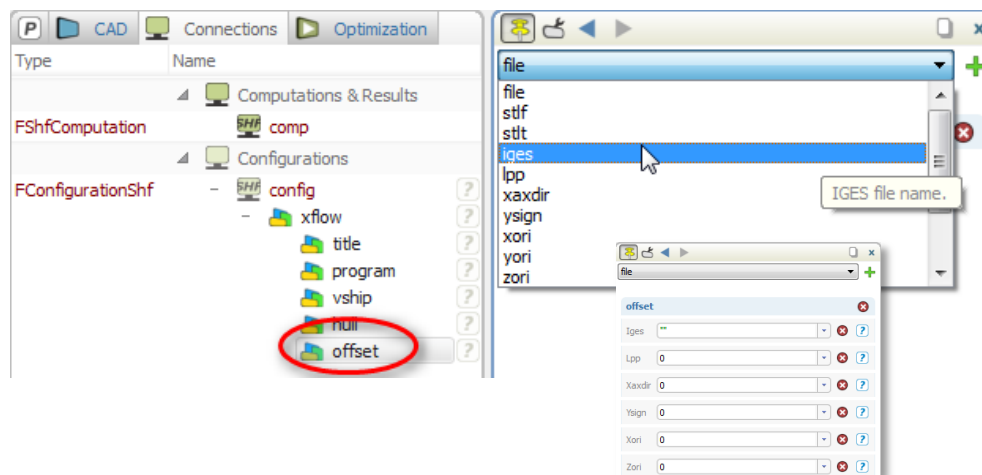 P CAD Connections Optimization
Type Name
Computations & Results
FShfComputation SHF comp
Configurations
FConfigurationShf SHF config ?
xflow ?
title ?
program ?
vship ?
hull ?
offset ?
file
file
stlf
stlt
iges
lpp
xaxdir
ysign
xori
yori
zori
IGES file name.
file
offset
Iges "" ?
Lpp 0 ?
Xaxdir 0 ?
Ysign 0 ?
Xori 0 ?
Zori 0 ?